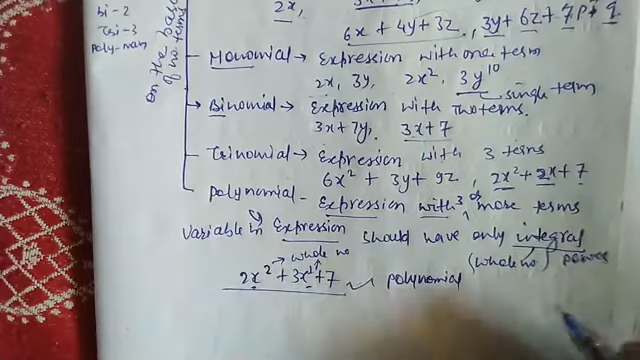 Bi - 2
Tri - 3
Poly - many
2x,
6x + 4y + 3z, 3y + 6z + 7p + 9
on the basis of no. terms
Monomial → Expression with one term
2x, 3y, 2x², 3y¹⁰
single term
Binomial → Expression with two terms.
3x + 7y, 3x + 7
Trinomial → Expression with 3 terms
6x² + 3y + 9z, 2x² + 2x + 7
Polynomial - Expression with 3 or more terms
Variable in Expression should have only integral
(whole no) powers
→ whole no
2x² + 3x¹ + 7 polynomial